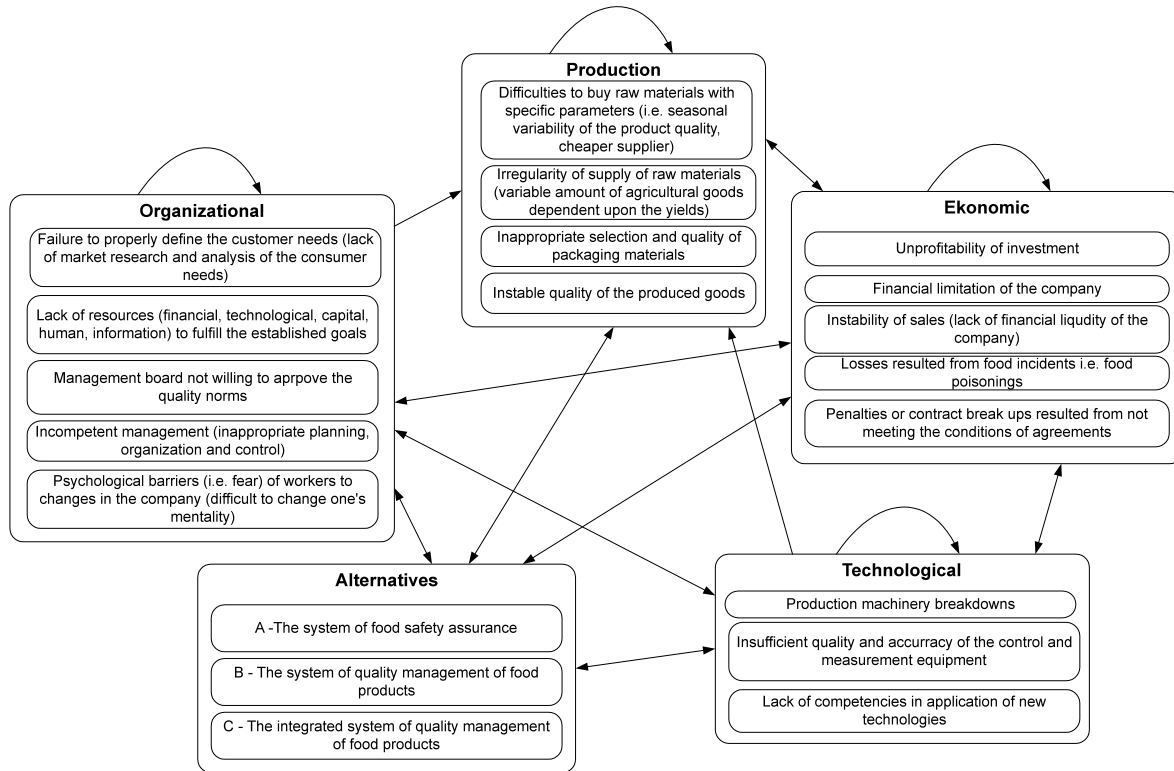 Production
Difficulties to buy raw materials with
specific parameters (i.e. seasonal
variability of the product quality,
cheaper supplier)
Irregularity of supply of raw materials
(variable amount of agricultural goods
dependent upon the yields)
Inappropriate selection and quality of
packaging materials
Instable quality of the produced goods
Organizational
Failure to properly define the customer needs (lack
of market research and analysis of the consumer
needs)
Lack of resources (financial, technological, capital,
human, information) to fulfill the established goals
Management board not willing to aprpove the
quality norms
Incompetent management (inappropriate planning,
organization and control)
Psychological barriers (i.e. fear) of workers to
changes in the company (difficult to change one's
mentality)
Ekonomic
Unprofitability of investment
Financial limitation of the company
Instability of sales (lack of financial liqudity of the
company)
Losses resulted from food incidents i.e. food
poisonings
Penalties or contract break ups resulted from not
meeting the conditions of agreements
Alternatives
A -The system of food safety assurance
B - The system of quality management of food
products
C - The integrated system of quality management
of food products
Technological
Production machinery breakdowns
Insufficient quality and accurracy of the control and
measurement equipment
Lack of competencies in application of new
technologies